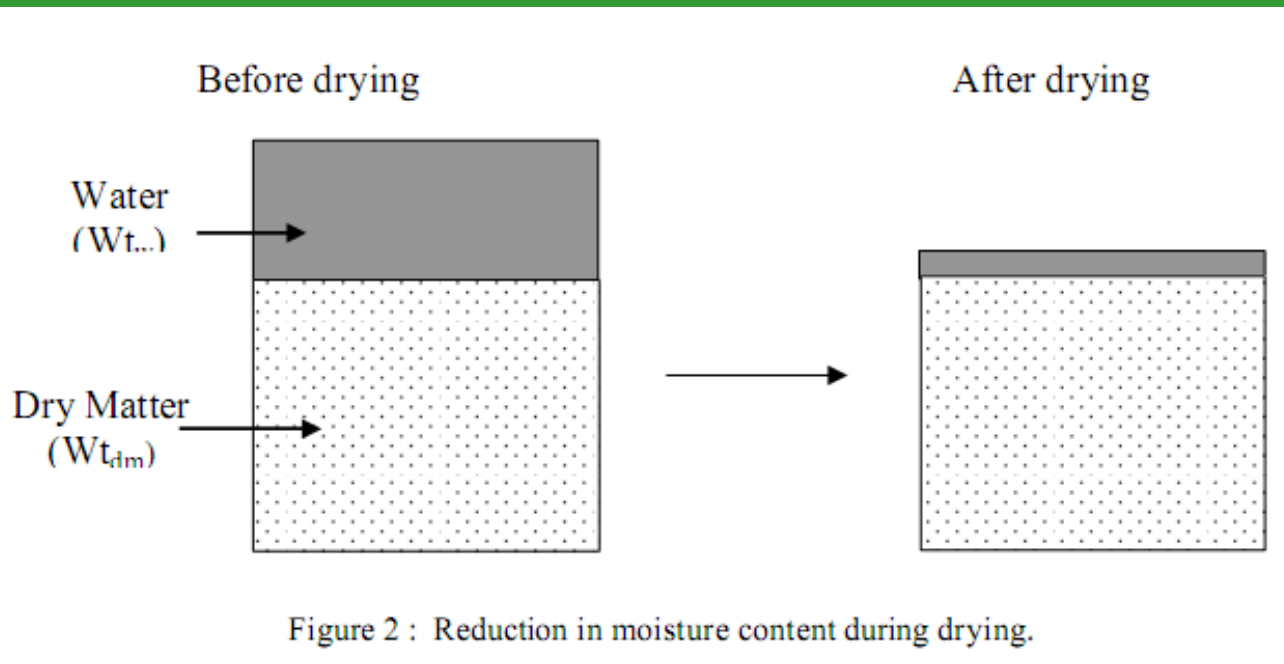 Before drying
After drying
Water
Dry Matter
(Wtdm)
Figure 2 : Reduction in moisture content during drying.